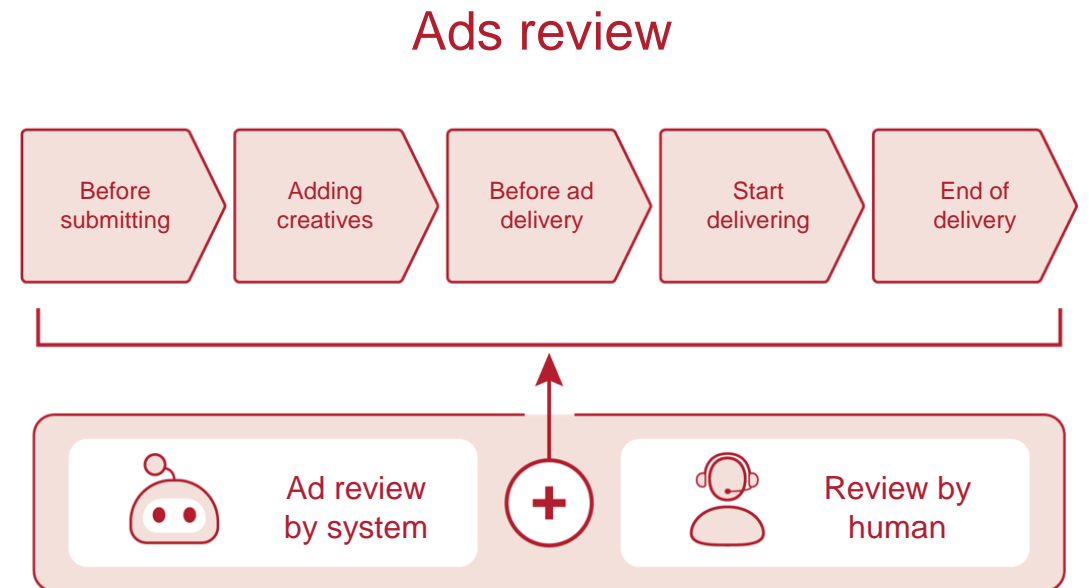 Ads review
Before
submitting
Adding
creatives
Before ad
delivery
Start
delivering
End of
delivery
Ad review
by system
+
Review by
human